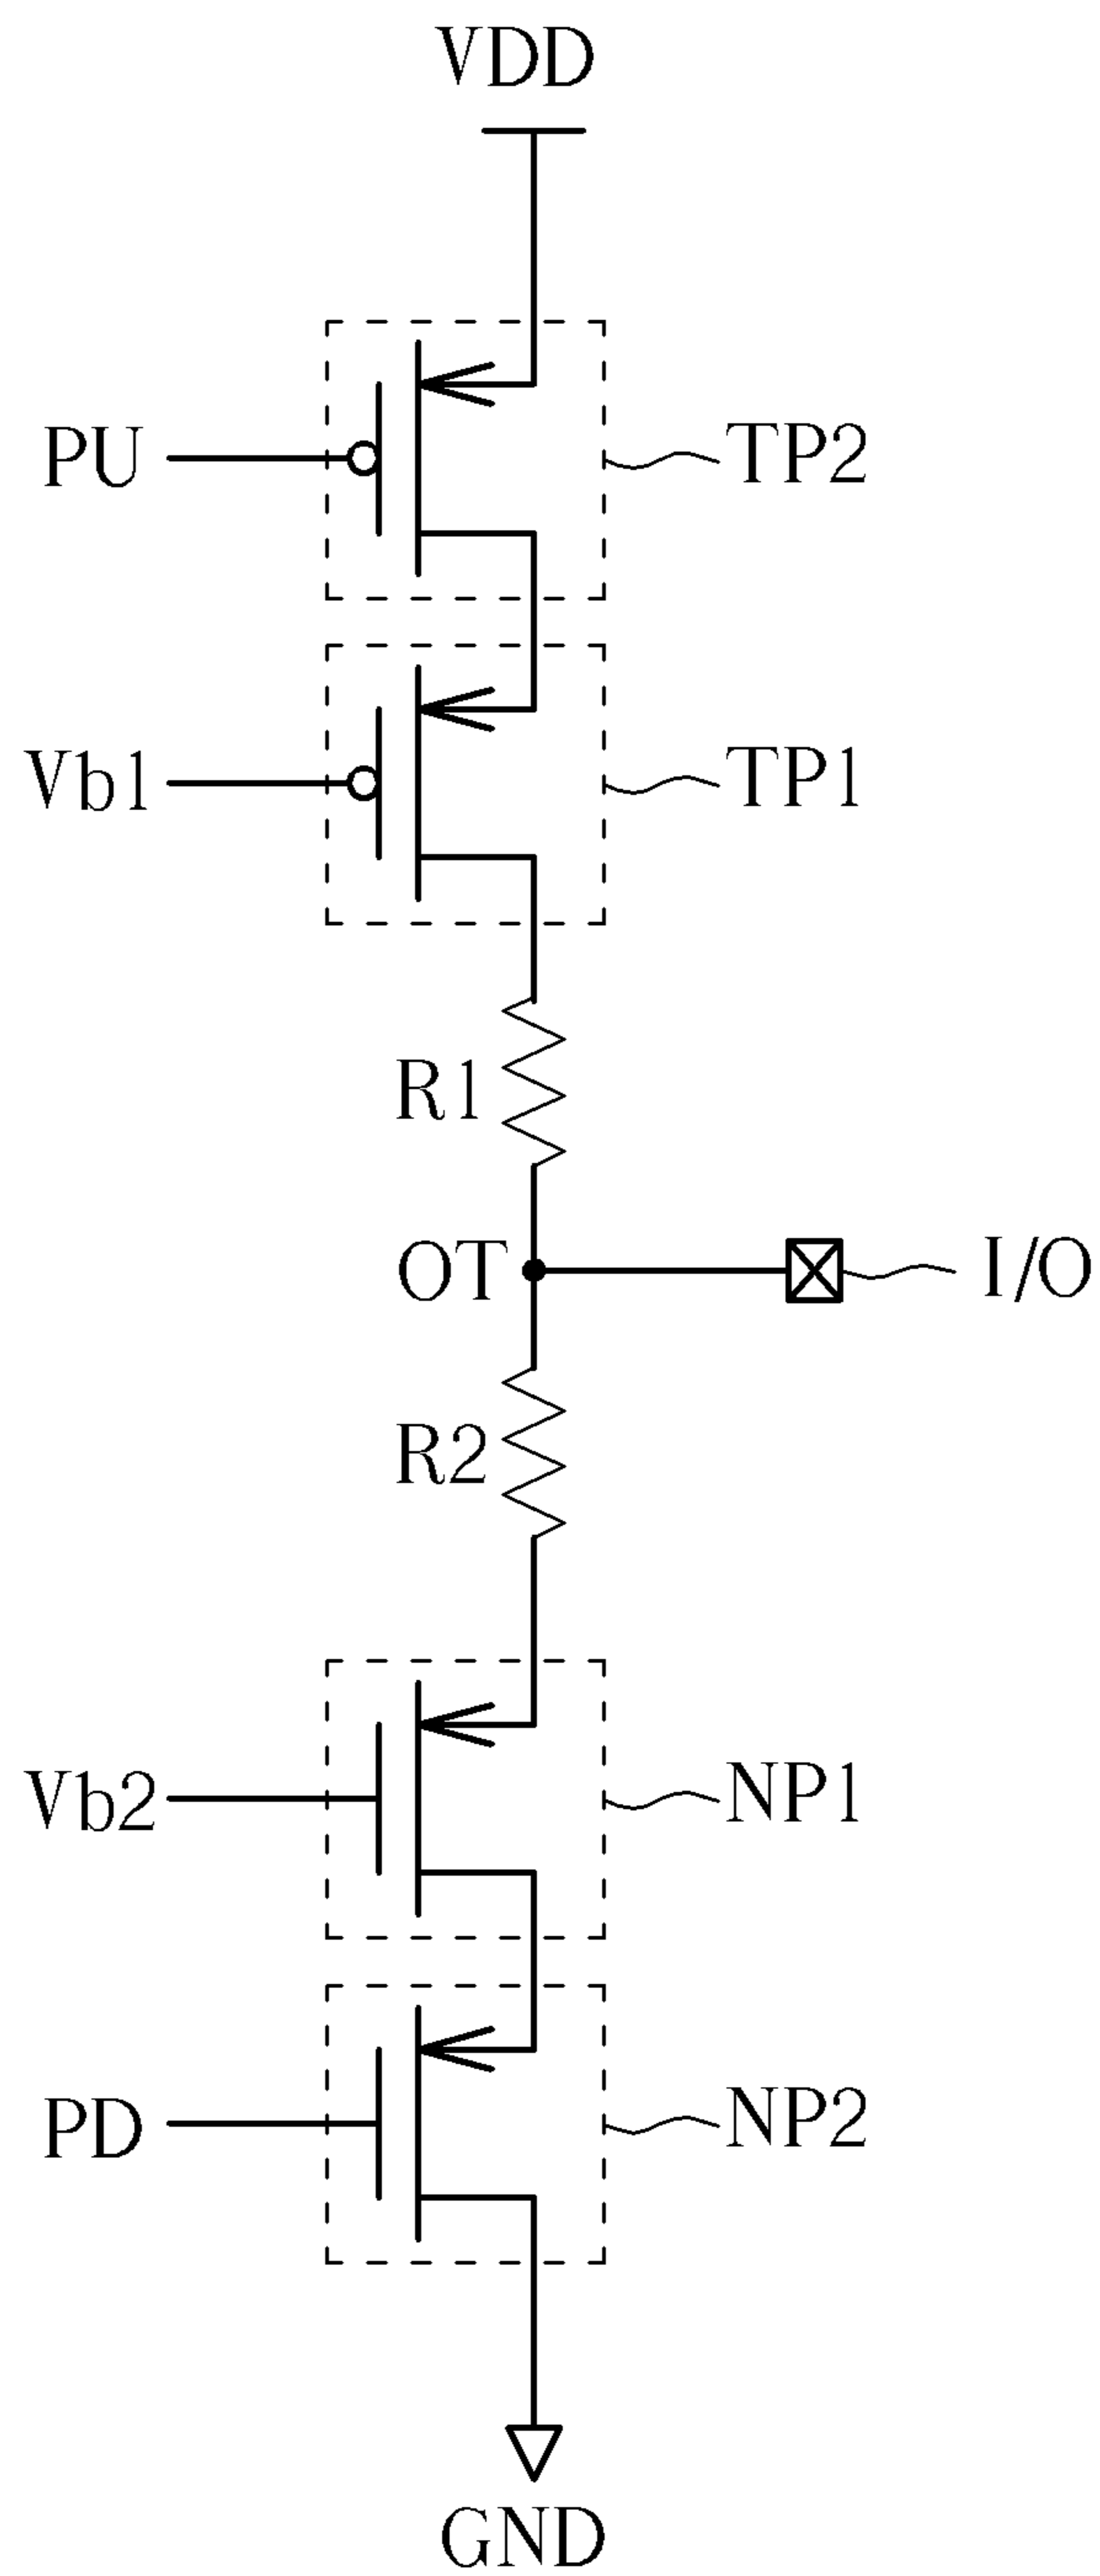 VDD
PU
TP2
Vb1
TP1
R1
OT
I/O
R2
Vb2
NP1
PD
NP2
GND